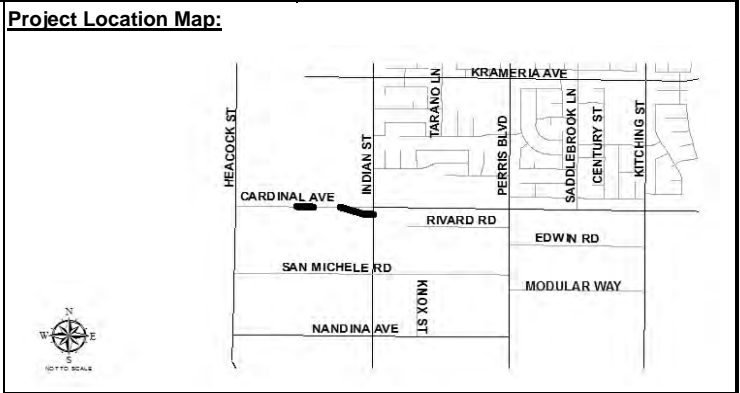 Project Location Map:
KRAMERIA AVE
TARANO LN
HEACOCK ST
INDIAN ST
PERRIS BLVD
SADDLEBROOK LN
CENTURY ST
KITCHING ST
CARDINAL AVE
RIVARD RD
EDWIN RD
SAN MICHELE RD
KNOX ST
MODULAR WAY
NANDINA AVE
N
W E
S
NOT TO SCALE